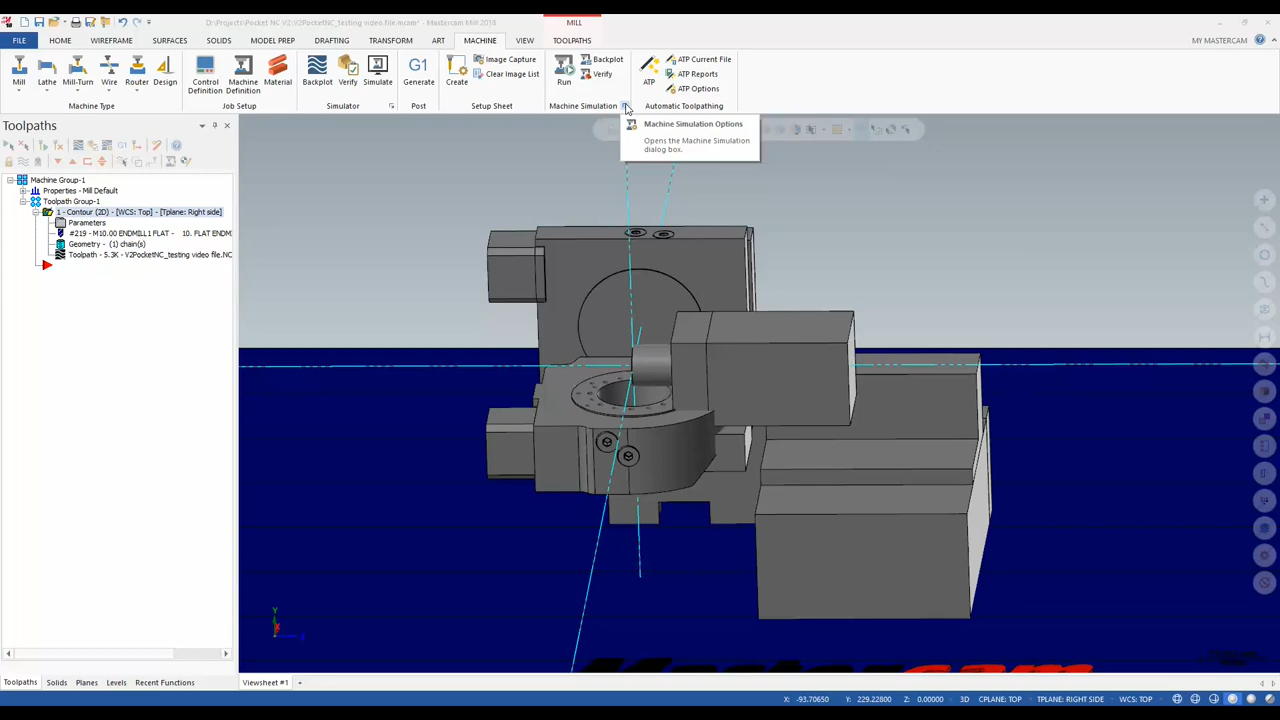 D:\Projects\Pocket NC V2\V2PocketNC_testing video file.mcam* - Mastercam Mill 2018
MILL
FILE HOME WIREFRAME SURFACES SOLIDS MODEL PREP DRAFTING TRANSFORM ART MACHINE VIEW TOOLPATHS MY MASTERCAM
Mill Lathe Mill-Turn Wire Router Design
Machine Type
Control Definition Machine Definition Material
Job Setup
Backplot Verify Simulate
Simulator
G1
Generate
Post
Create
Image Capture
Clear Image List
Setup Sheet
Run
Backplot
Verify
Machine Simulation
ATP
ATP Current File
ATP Reports
ATP Options
Automatic Toolpathing
Machine Simulation Options
Opens the Machine Simulation
dialog box.
Toolpaths
G1
Machine Group-1
Properties - Mill Default
Toolpath Group-1
1 - Contour (2D) - [WCS: Top] - [Tplane: Right side]
Parameters
#219 - M10.00 ENDMILL1 FLAT - 10. FLAT ENDM
Geometry - (1) chain(s)
Toolpath - 5.3K - V2PocketNC_testing video file.NC
Y
Toolpaths Solids Planes Levels Recent Functions
Viewsheet #1 +
X: -93.70650 Y: 229.22800 Z: 0.00000 3D CPLANE: TOP TPLANE: RIGHT SIDE WCS: TOP